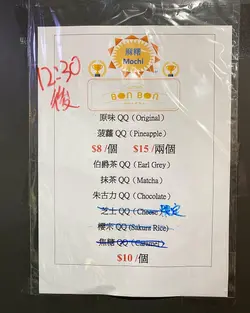 12:30
後
麻糬
Mochi
BON BON
原味 QQ（Original）
菠蘿 QQ（Pineapple）
$8 /個 $15 /兩個
伯爵茶 QQ（Earl Grey）
抹茶 QQ（Matcha）
朱古力 QQ（Chocolate）
芝士 QQ（Cheese）
櫻米 QQ（Sakura Rice）
焦糖 QQ（Caramel）
$10 /個